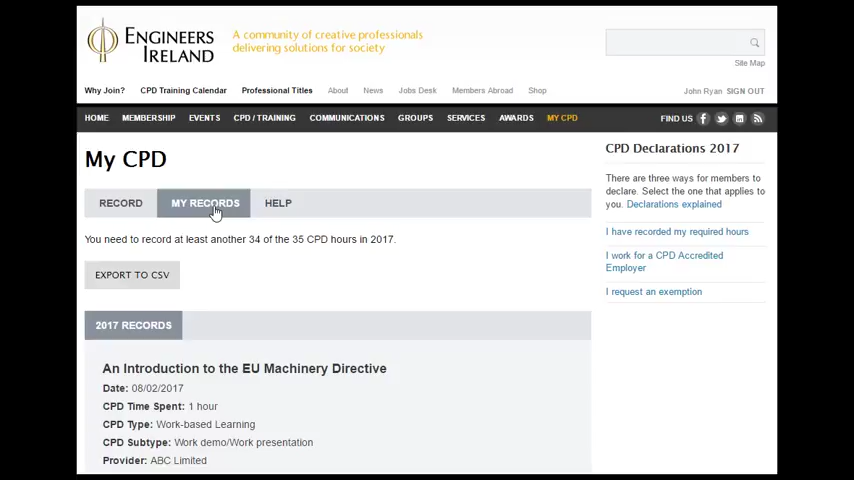 ENGINEERS
IRELAND
A community of creative professionals
delivering solutions for society
Site Map
Why Join? CPD Training Calendar Professional Titles About News Jobs Desk Members Abroad Shop John Ryan SIGN OUT
HOME MEMBERSHIP EVENTS CPD / TRAINING COMMUNICATIONS GROUPS SERVICES AWARDS MY CPD FIND US
My CPD
RECORD MY RECORDS HELP
You need to record at least another 34 of the 35 CPD hours in 2017.
EXPORT TO CSV
2017 RECORDS
An Introduction to the EU Machinery Directive
Date: 08/02/2017
CPD Time Spent: 1 hour
CPD Type: Work-based Learning
CPD Subtype: Work demo/Work presentation
Provider: ABC Limited
CPD Declarations 2017
There are three ways for members to
declare. Select the one that applies to
you. Declarations explained
I have recorded my required hours
I work for a CPD Accredited
Employer
I request an exemption